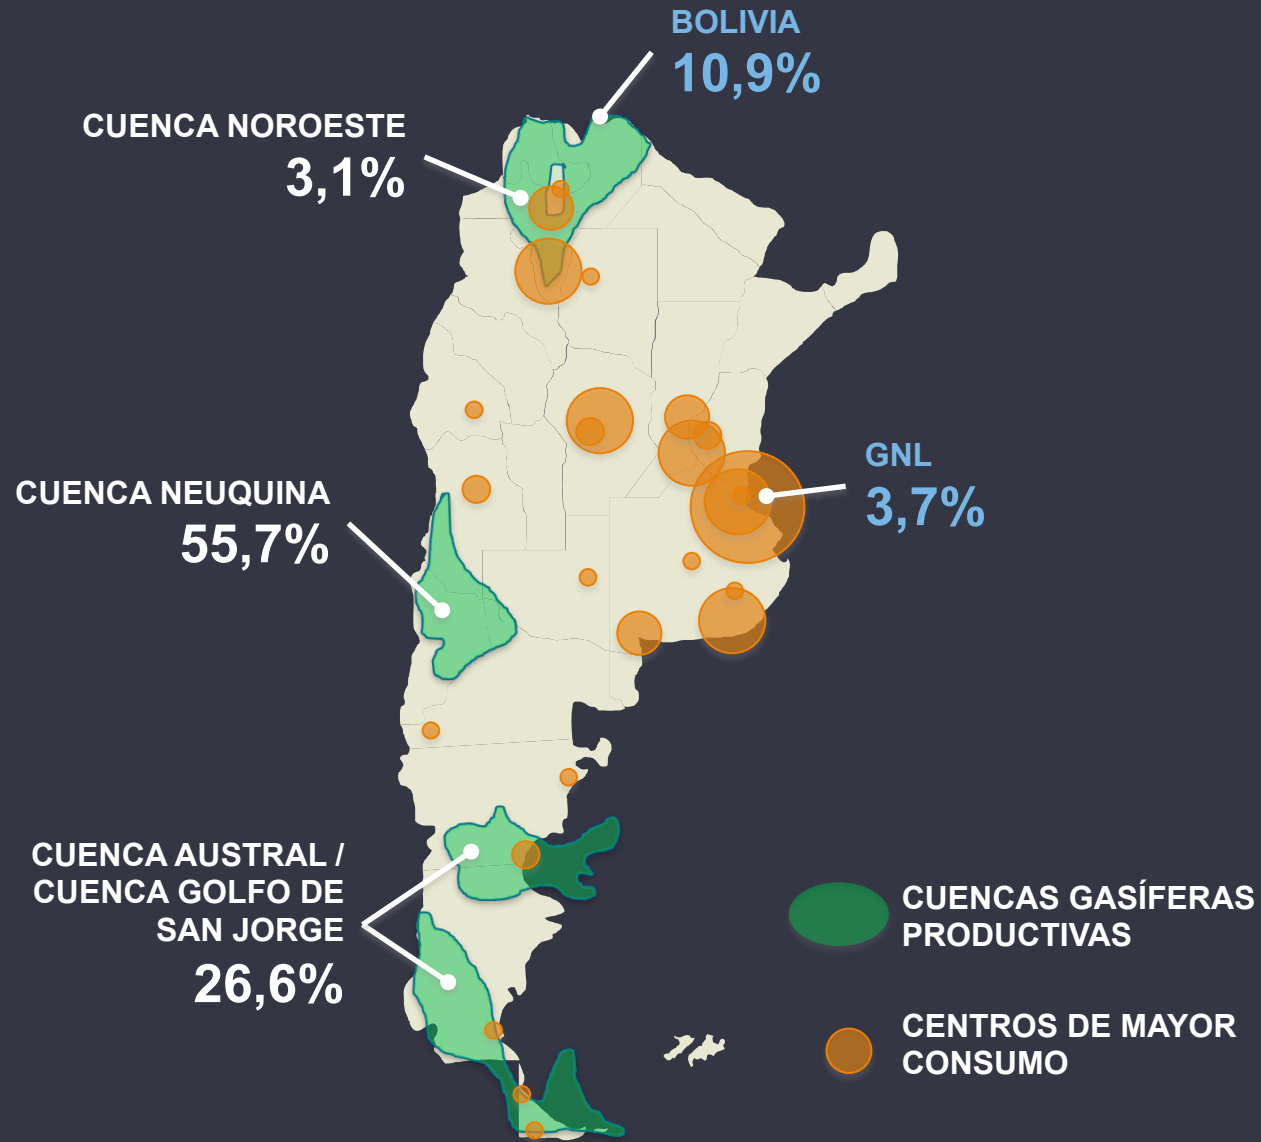 BOLIVIA
10,9%
CUENCA NOROESTE
3,1%
GNL
3,7%
CUENCA NEUQUINA
55,7%
CUENCA AUSTRAL /
CUENCA GOLFO DE
SAN JORGE
26,6%
CUENCAS GASÍFERAS
PRODUCTIVAS
CENTROS DE MAYOR
CONSUMO